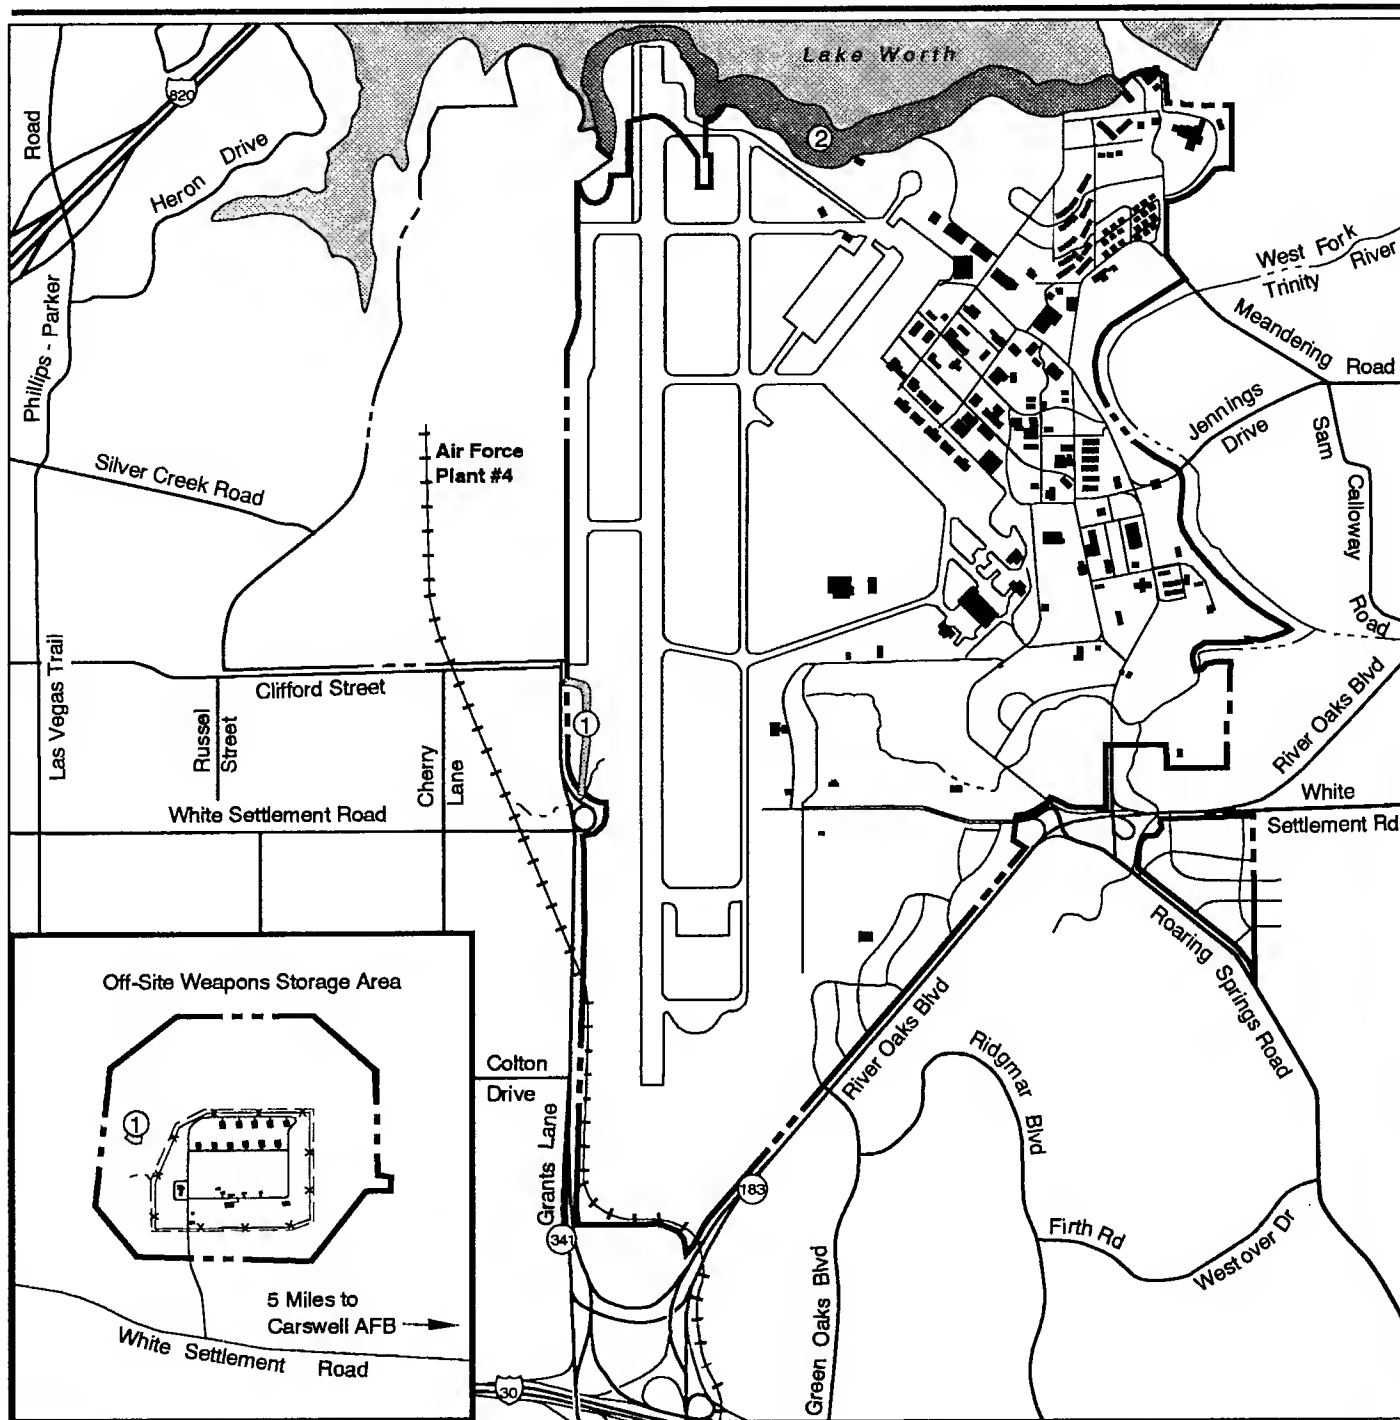 Lake Worth
820
Road
Heron Drive
2
West Fork
Trinity River
Meandering
Road
Phillips - Parker
Jennings
Drive
Sam
Calloway
Road
Air Force
Plant #4
Silver Creek Road
Las Vegas Trail
Clifford Street
Russel
Street
Cherry
Lane
1
River Oaks Blvd
White
Settlement Rd
White Settlement Road
Roaring Springs Road
Off-Site Weapons Storage Area
1
5 Miles to
Carswell AFB
White Settlement Road
Colton
Drive
Grants Lane
River Oaks Blvd
Ridgmar Blvd
183
341
Firth Rd
Westover Dr
Green Oaks Blvd
30